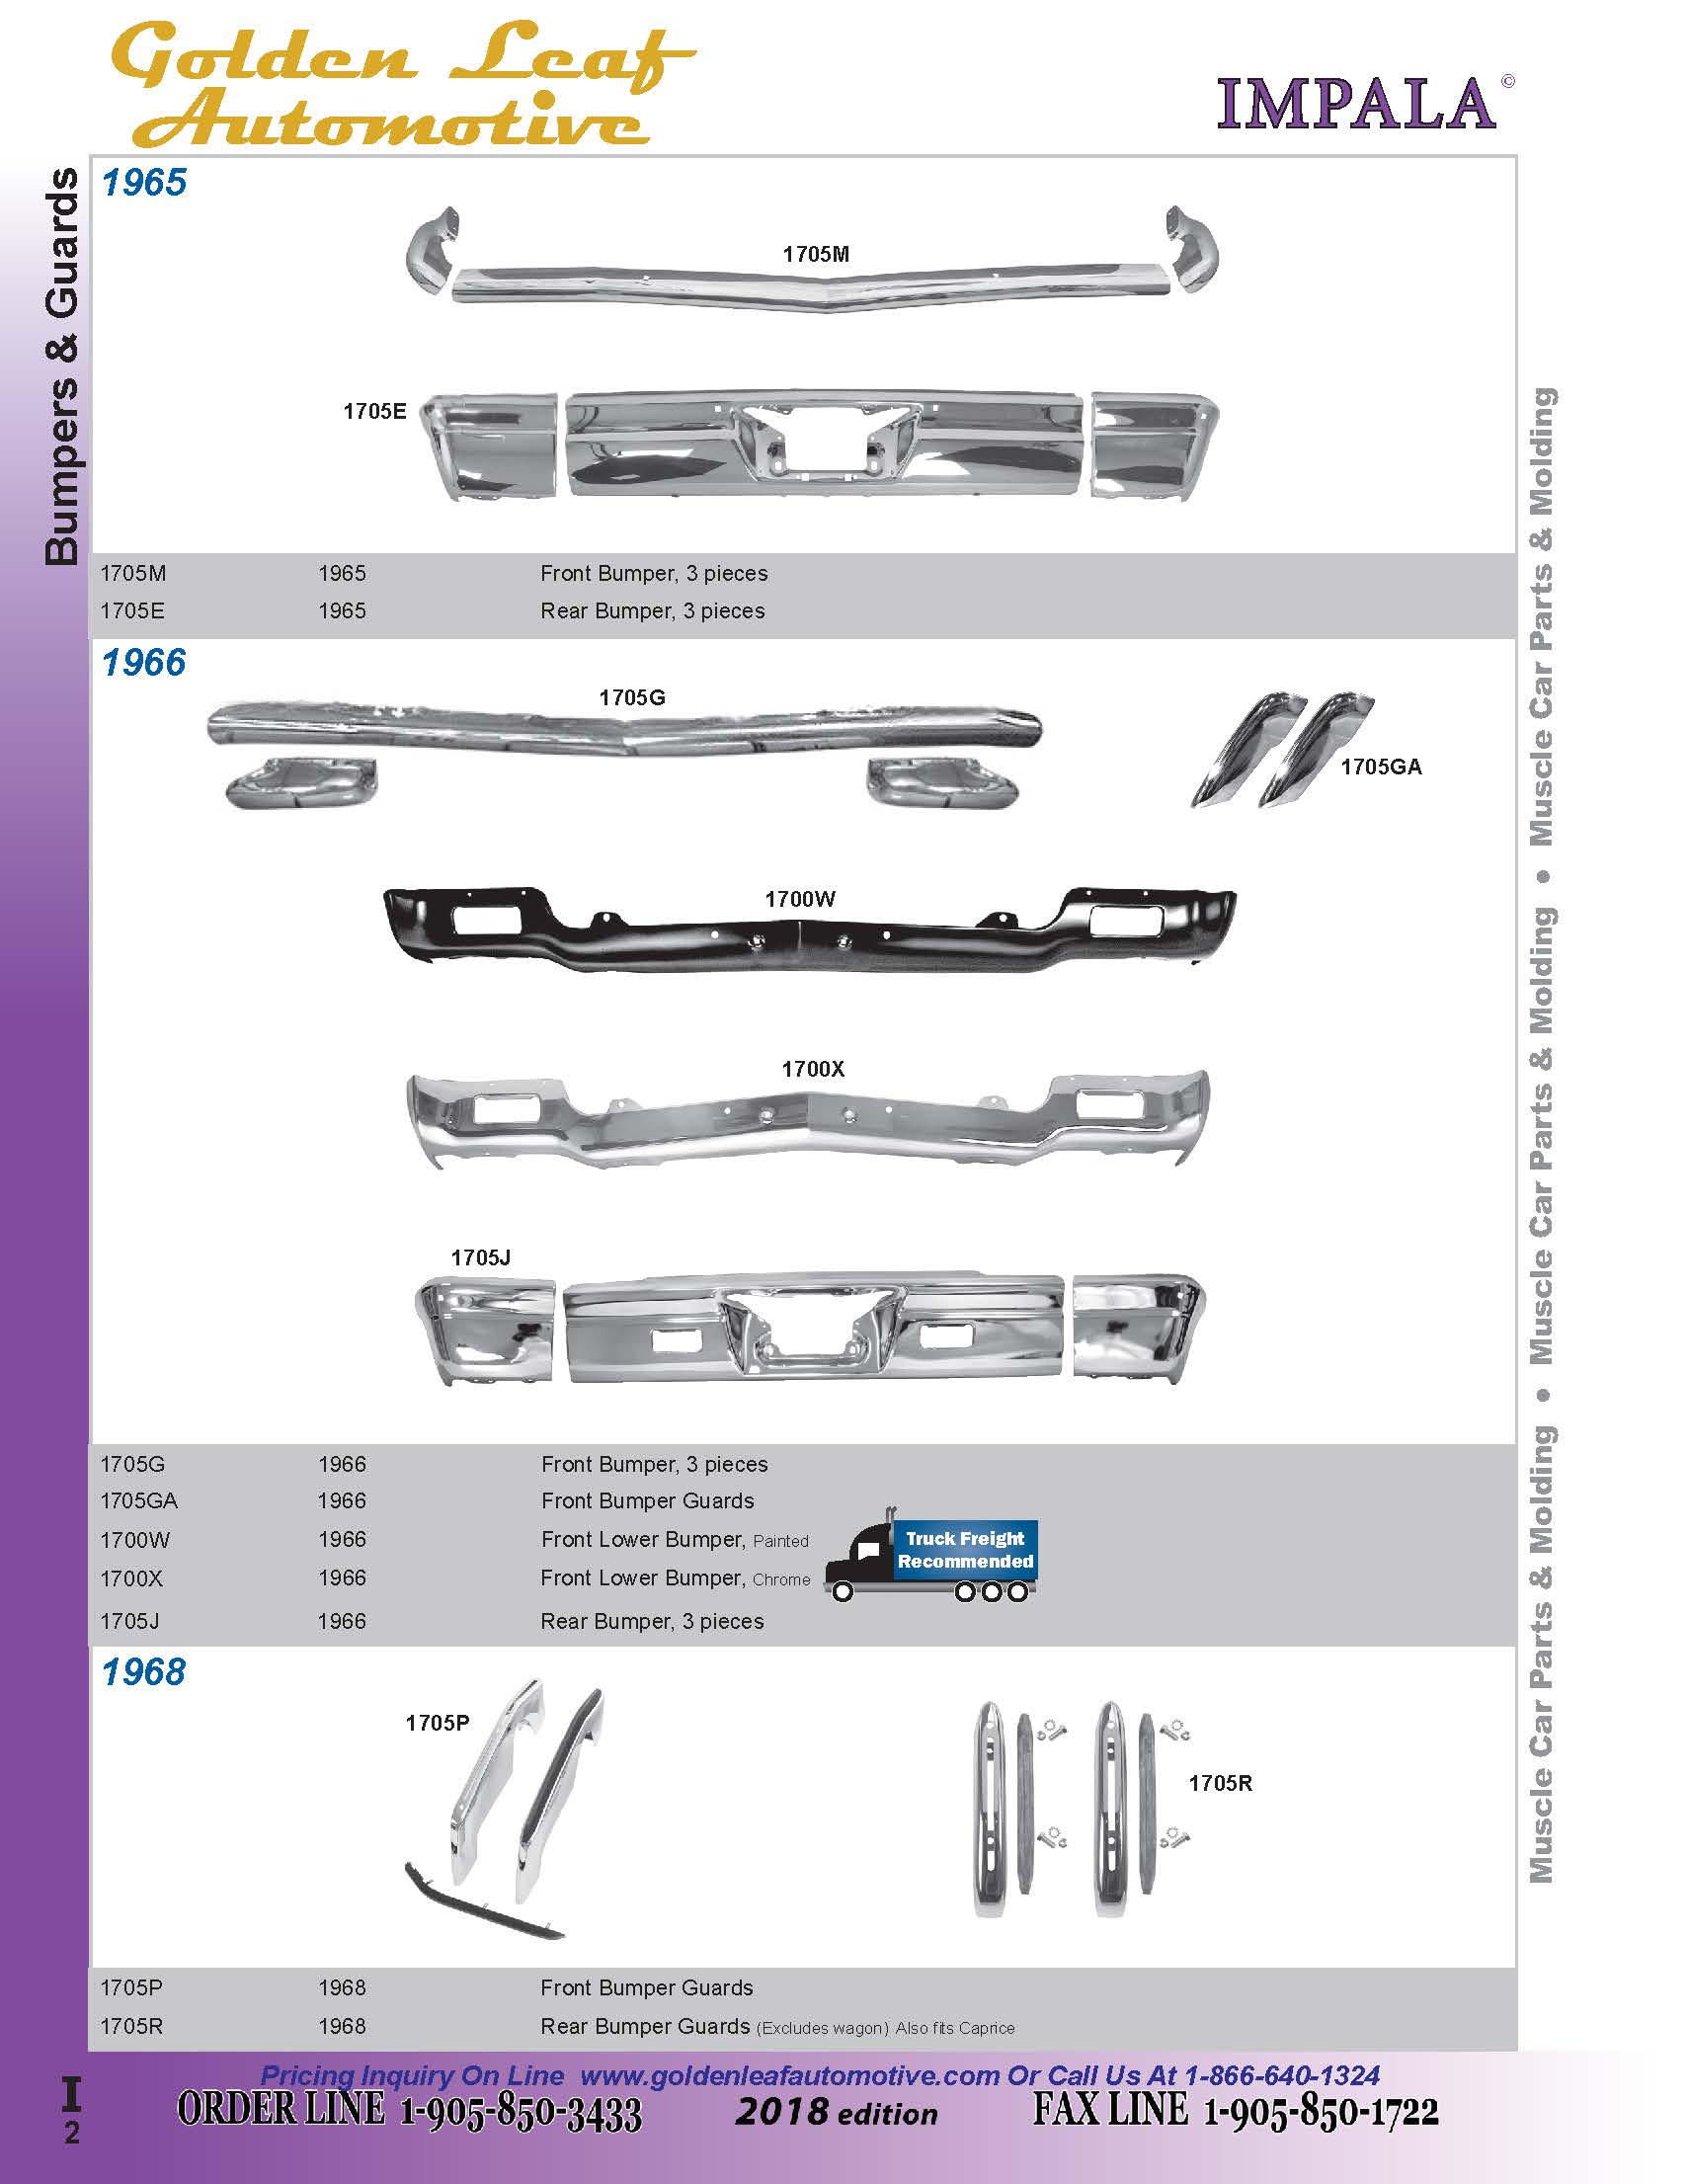 Golden Leaf
Automotive
IMPALA©
Bumpers & Guards
1965
1705M
1705E
1705M 1965 Front Bumper, 3 pieces
1705E 1965 Rear Bumper, 3 pieces
1966
1705G
1705GA
1700W
1700X
1705J
1705G 1966 Front Bumper, 3 pieces
1705GA 1966 Front Bumper Guards
1700W 1966 Front Lower Bumper, Painted
1700X 1966 Front Lower Bumper, Chrome
1705J 1966 Rear Bumper, 3 pieces
Truck Freight
Recommended
1968
1705P
1705R
1705P 1968 Front Bumper Guards
1705R 1968 Rear Bumper Guards (Excludes wagon) Also fits Caprice
Muscle Car Parts & Molding • Muscle Car Parts & Molding • Muscle Car Parts & Molding
Pricing Inquiry On Line www.goldenleafautomotive.com Or Call Us At 1-866-640-1324
ORDER LINE 1-905-850-3433 2018 edition FAX LINE 1-905-850-1722
I
2